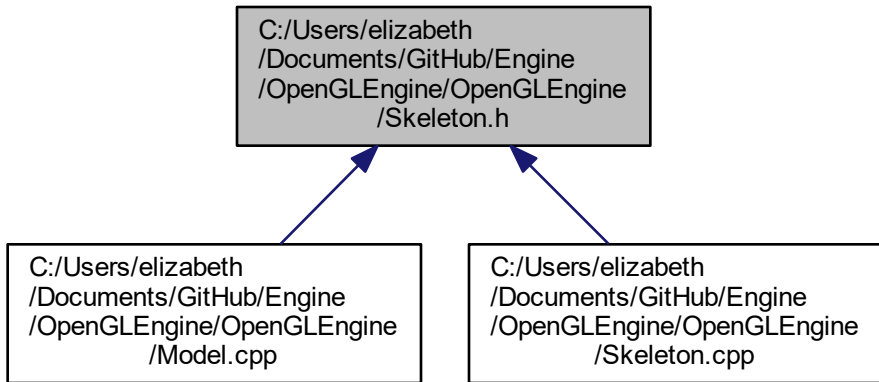 C:/Users/elizabeth
/Documents/GitHub/Engine
/OpenGLEngine/OpenGLEngine
/Skeleton.h
C:/Users/elizabeth
/Documents/GitHub/Engine
/OpenGLEngine/OpenGLEngine
/Model.cpp
C:/Users/elizabeth
/Documents/GitHub/Engine
/OpenGLEngine/OpenGLEngine
/Skeleton.cpp